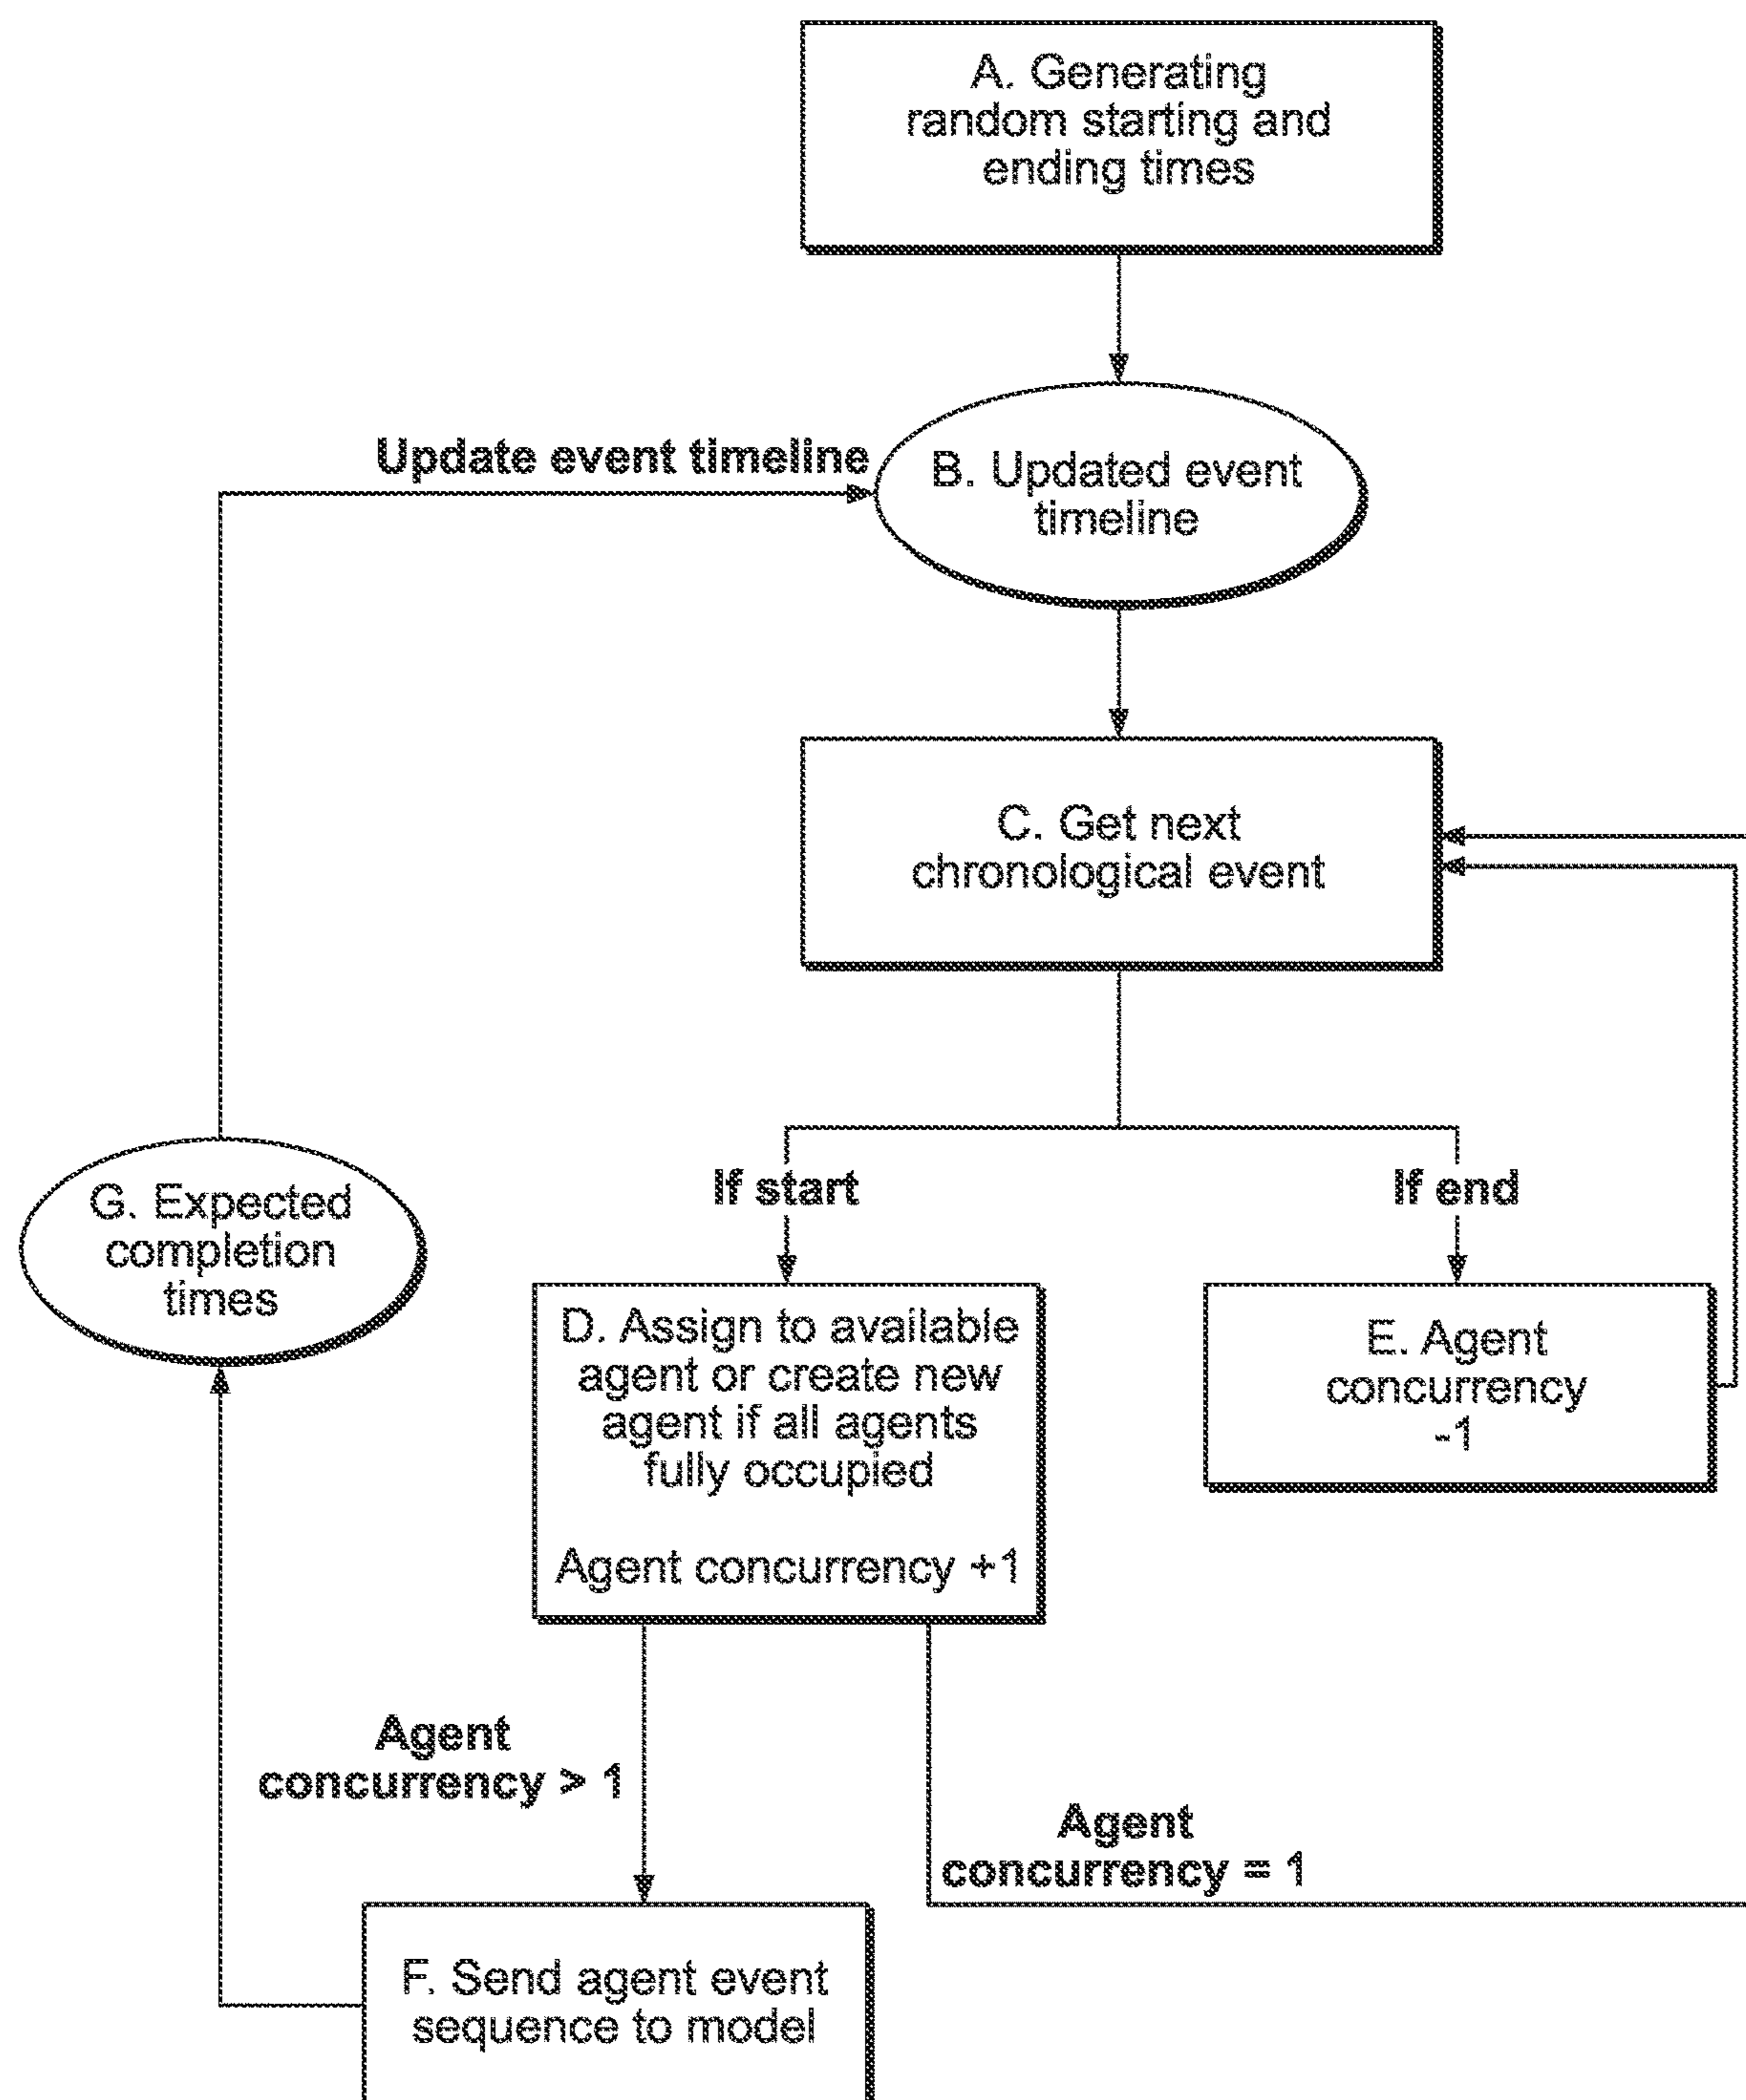 A. Generating
random starting and
ending times
Update event timeline
B. Updated event
timeline
C. Get next
chronological event
If start
If end
G. Expected
completion
times
D. Assign to available
agent or create new
agent if all agents
fully occupied
Agent concurrency +1
E. Agent
concurrency
-1
Agent
concurrency > 1
Agent
concurrency = 1
F. Send agent event
sequence to model